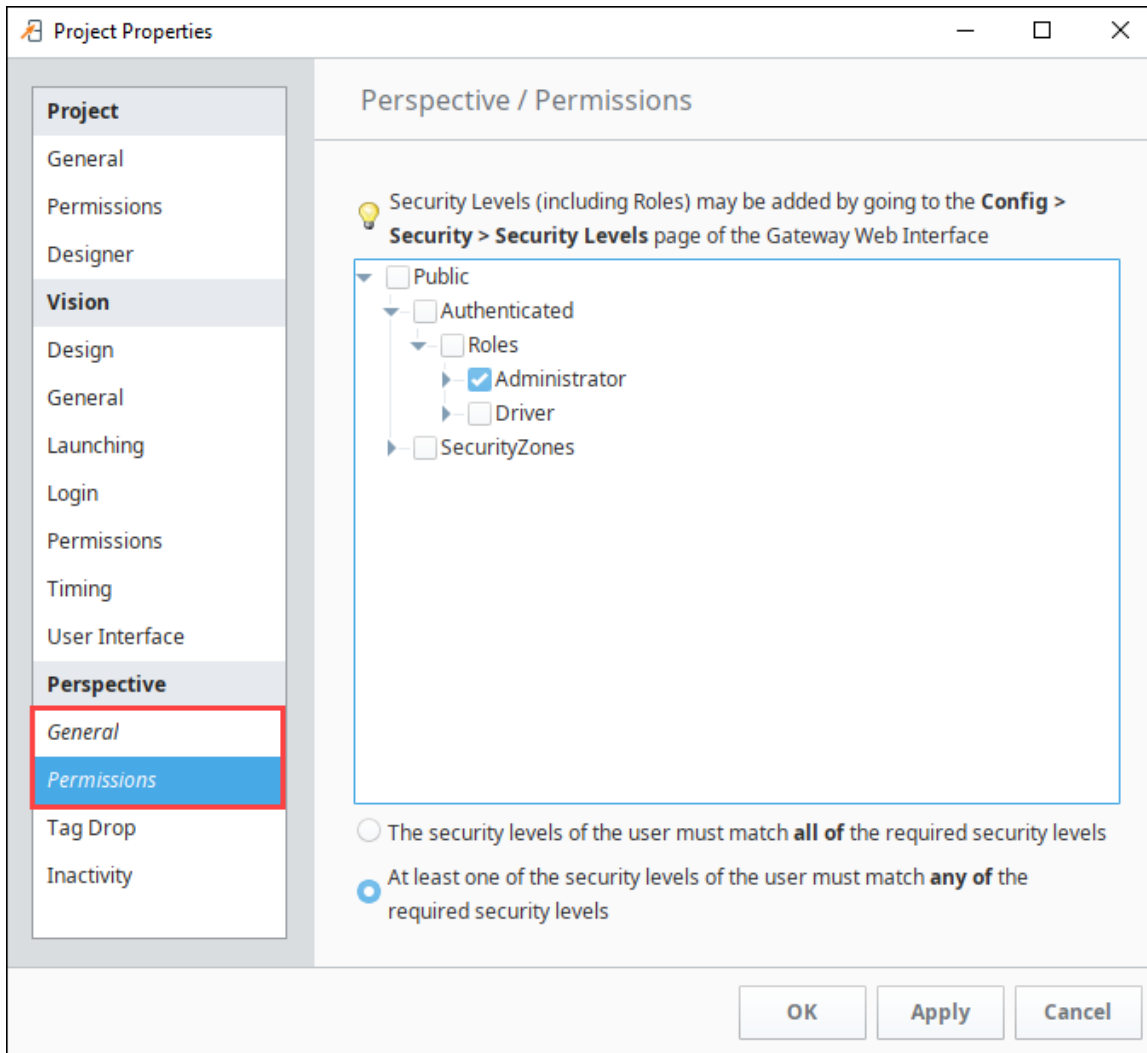 Project Properties
Project
General
Permissions
Designer
Vision
Design
General
Launching
Login
Permissions
Timing
User Interface
Perspective
General
Permissions
Tag Drop
Inactivity
Perspective / Permissions
Security Levels (including Roles) may be added by going to the Config >
Security > Security Levels page of the Gateway Web Interface
Public
Authenticated
Roles
Administrator
Driver
SecurityZones
The security levels of the user must match all of the required security levels
At least one of the security levels of the user must match any of the
required security levels
OK
Apply
Cancel